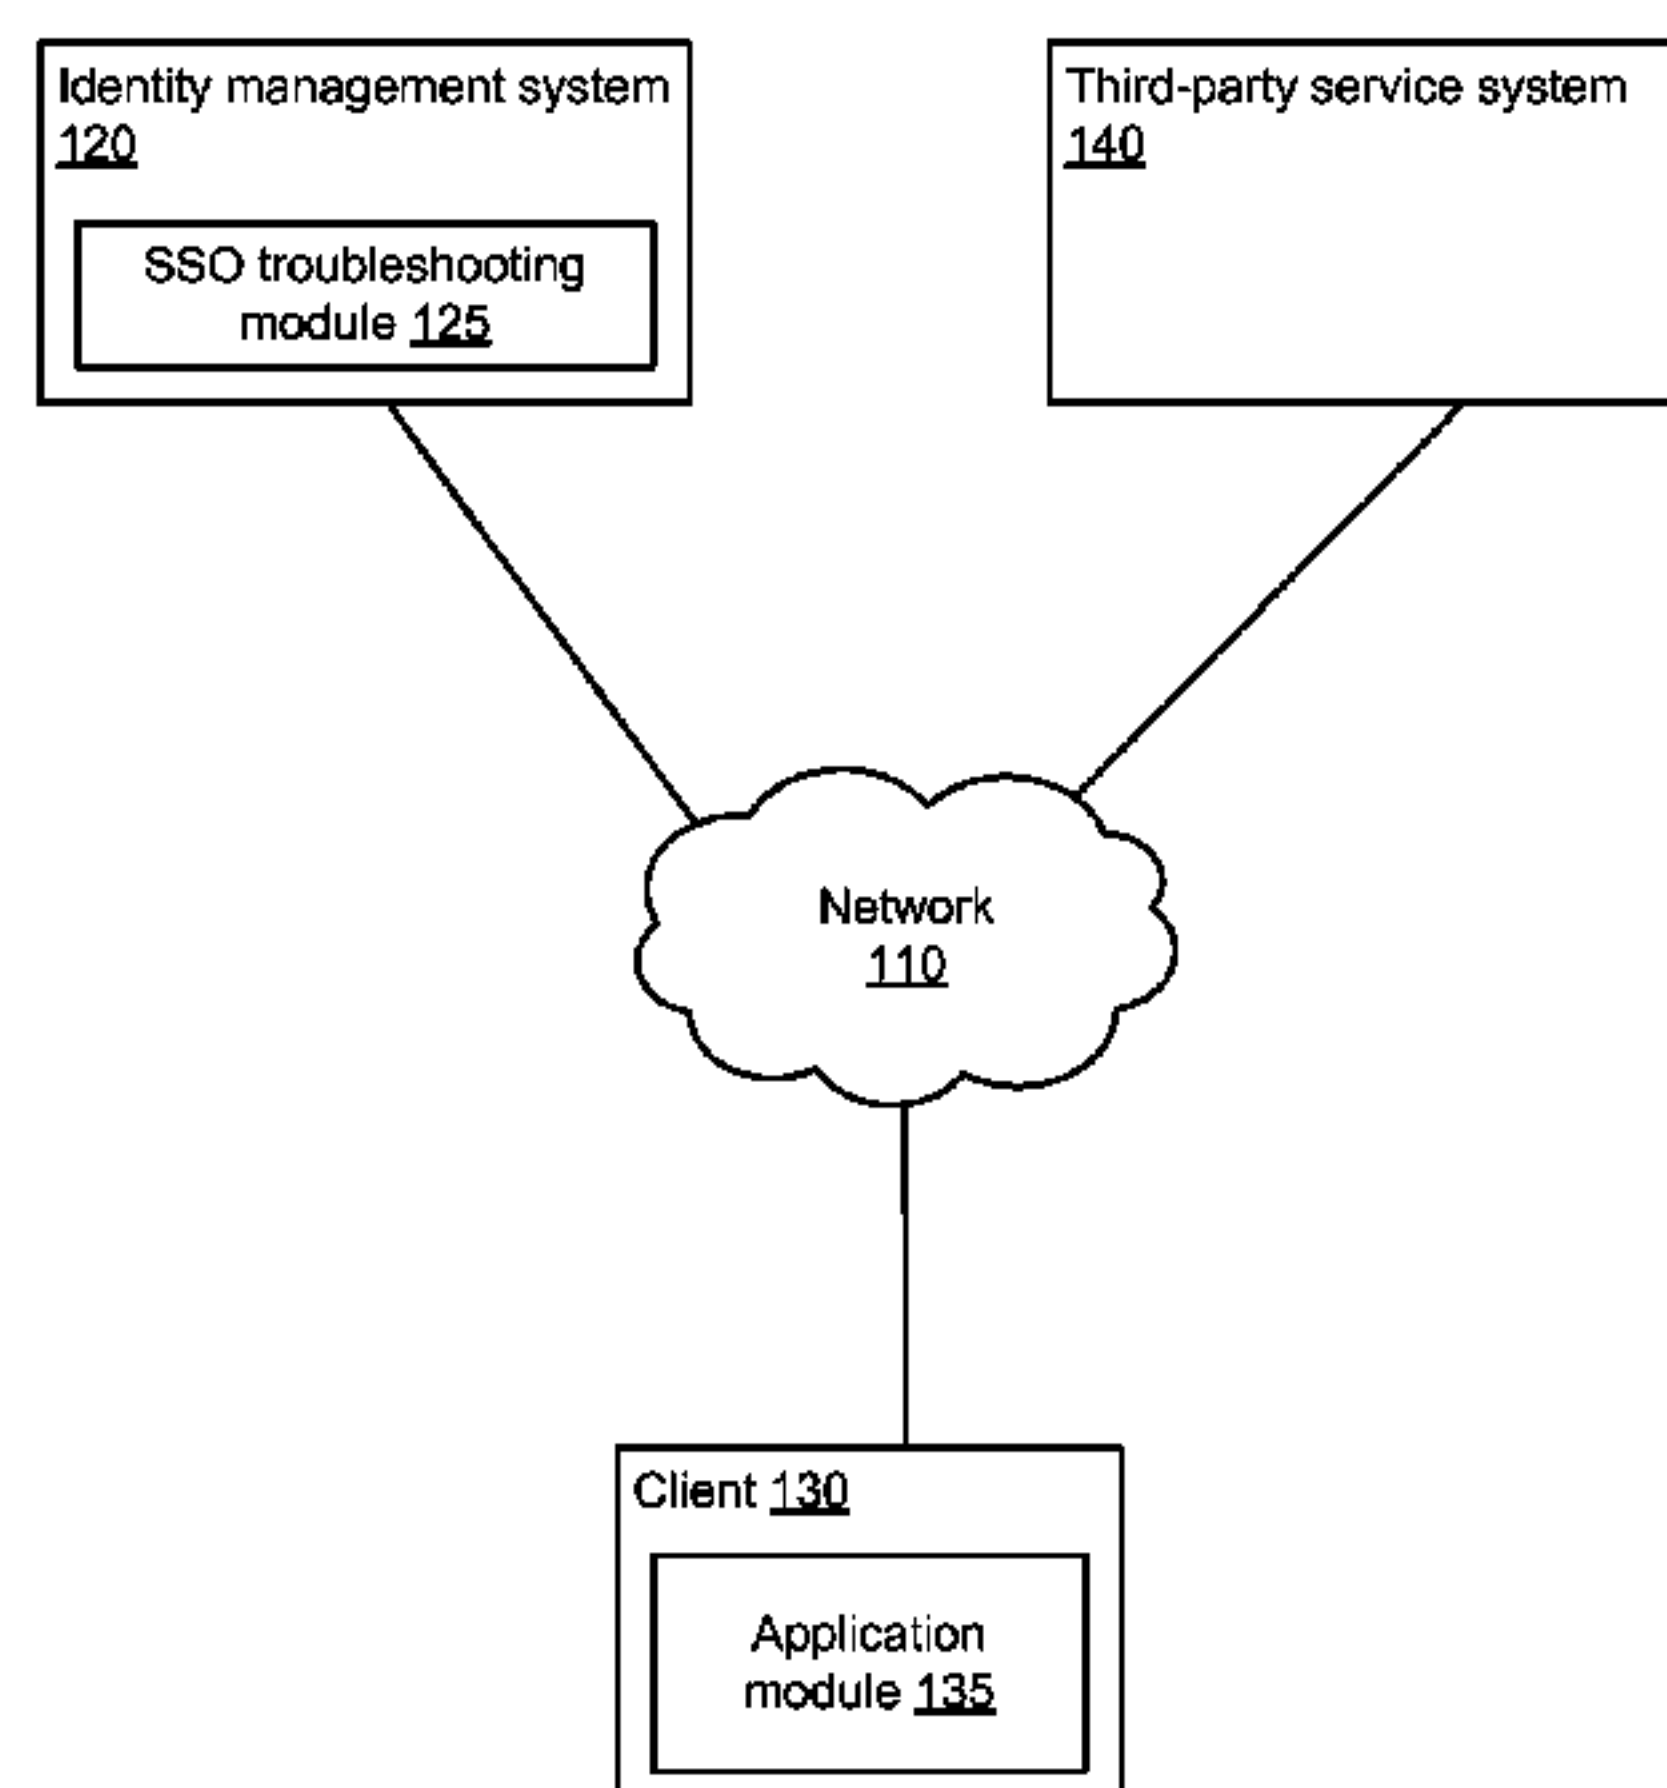 Identity management system
120
SSO troubleshooting
module 125
Third-party service system
140
Network
110
Client 130
Application
module 135